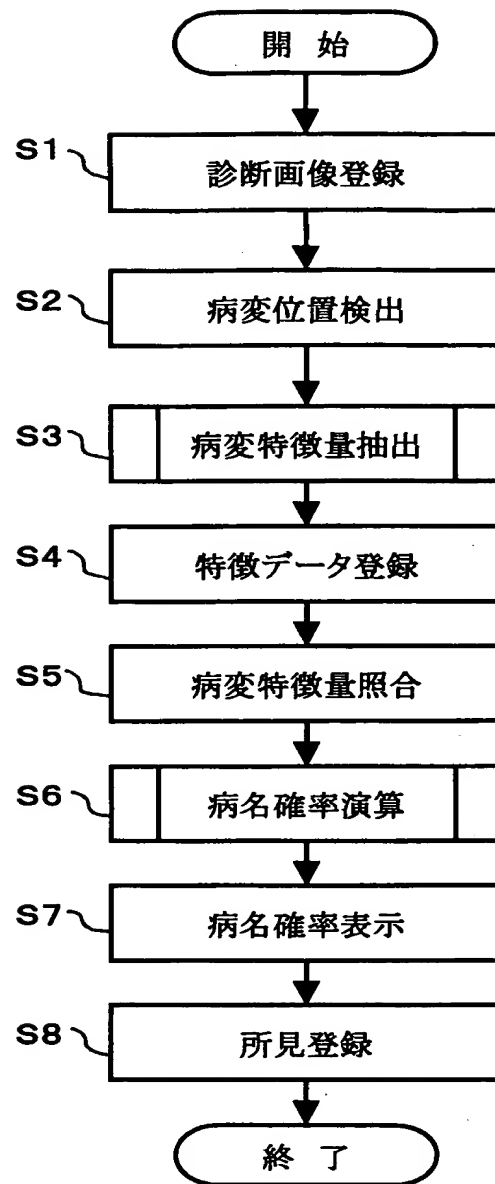 開 始
S1 診断画像登録
S2 病変位置検出
S3 病変特徴量抽出
S4 特徴データ登録
S5 病変特徴量照合
S6 病名確率演算
S7 病名確率表示
S8 所見登録
終 了